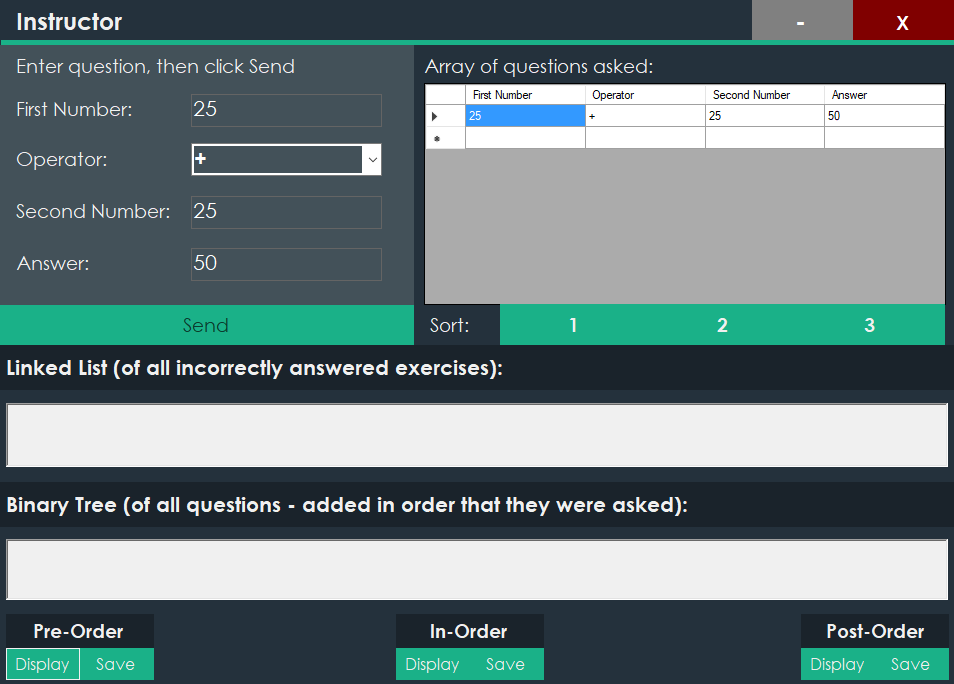 Instructor
-
X
Enter question, then click Send
First Number:
25
Operator:
+
Second Number:
25
Answer:
50
Send
Array of questions asked:
First Number Operator Second Number Answer
25 + 25 50
Sort:
1
2
3
Linked List (of all incorrectly answered exercises):
Binary Tree (of all questions - added in order that they were asked):
Pre-Order
Display Save
In-Order
Display Save
Post-Order
Display Save